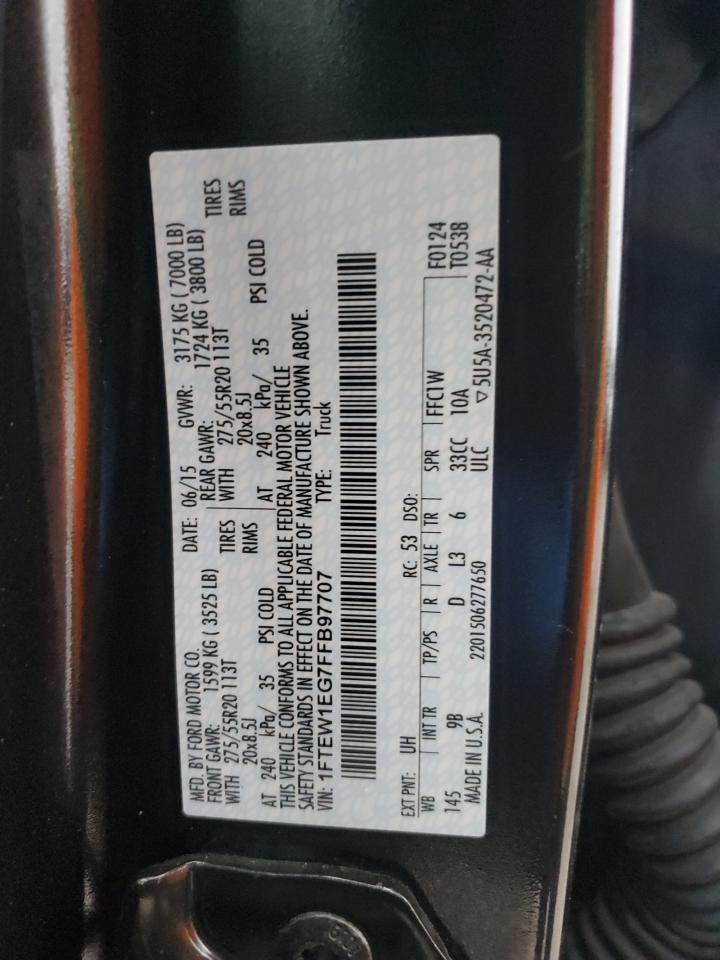 MFD. BY FORD MOTOR CO.
DATE: 06/15 GVWR: 3175 KG ( 7000 LB)
FRONT GAWR: 1599 KG ( 3525 LB)
REAR GAWR: 1724 KG ( 3800 LB)
WITH 275/55R20 113T TIRES WITH 275/55R20 113T TIRES
20x8.5J RIMS 20x8.5J RIMS
AT 240 kPa/ 35 PSI COLD AT 240 kPa/ 35 PSI COLD
THIS VEHICLE CONFORMS TO ALL APPLICABLE FEDERAL MOTOR VEHICLE
SAFETY STANDARDS IN EFFECT ON THE DATE OF MANUFACTURE SHOWN ABOVE.
VIN: 1FTEW1EG7FFB97707 TYPE: Truck
EXT PNT: UH RC: 53 DSO: F0124
WB INT TR TP/PS R AXLE TR SPR FFC1W T0538
145 9B D L3 6 33CC 10A
MADE IN U.S.A. 2201506277650 ULC ▽5U5A-3520472-AA